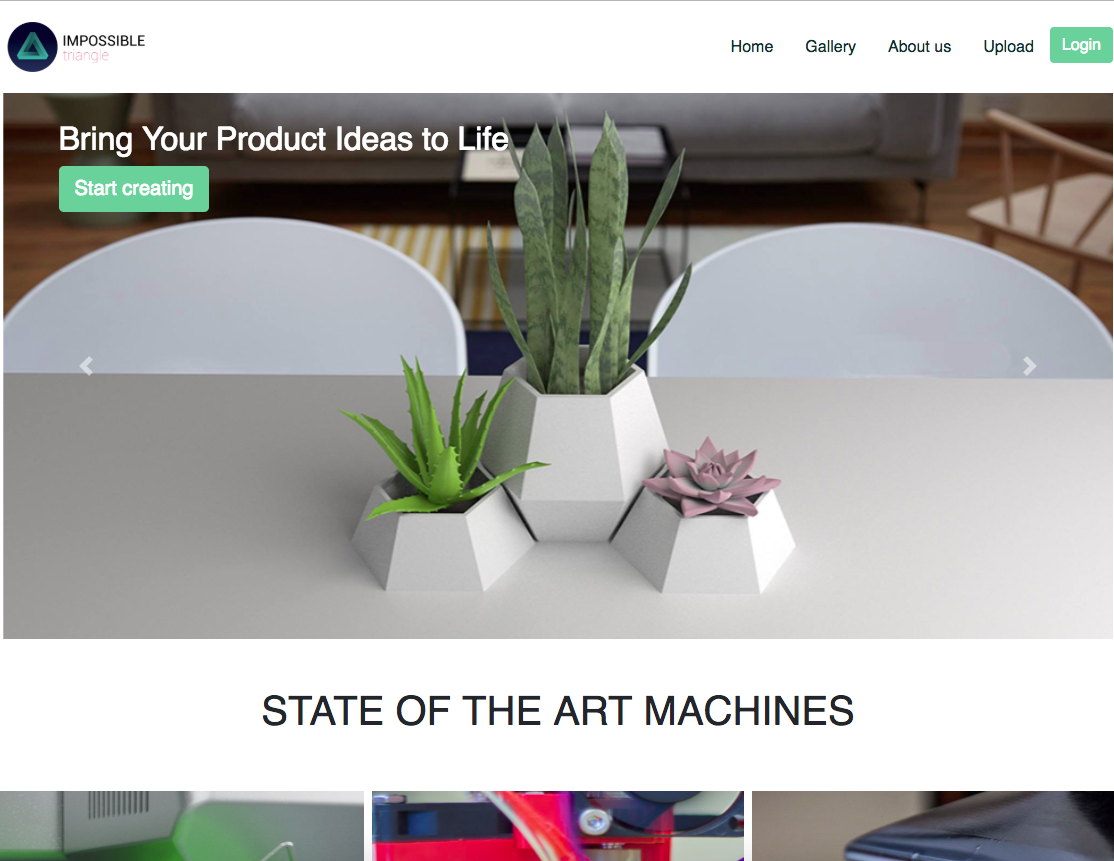 IMPOSSIBLE
triangle
Home Gallery About us Upload Login
Bring Your Product Ideas to Life
Start creating
STATE OF THE ART MACHINES